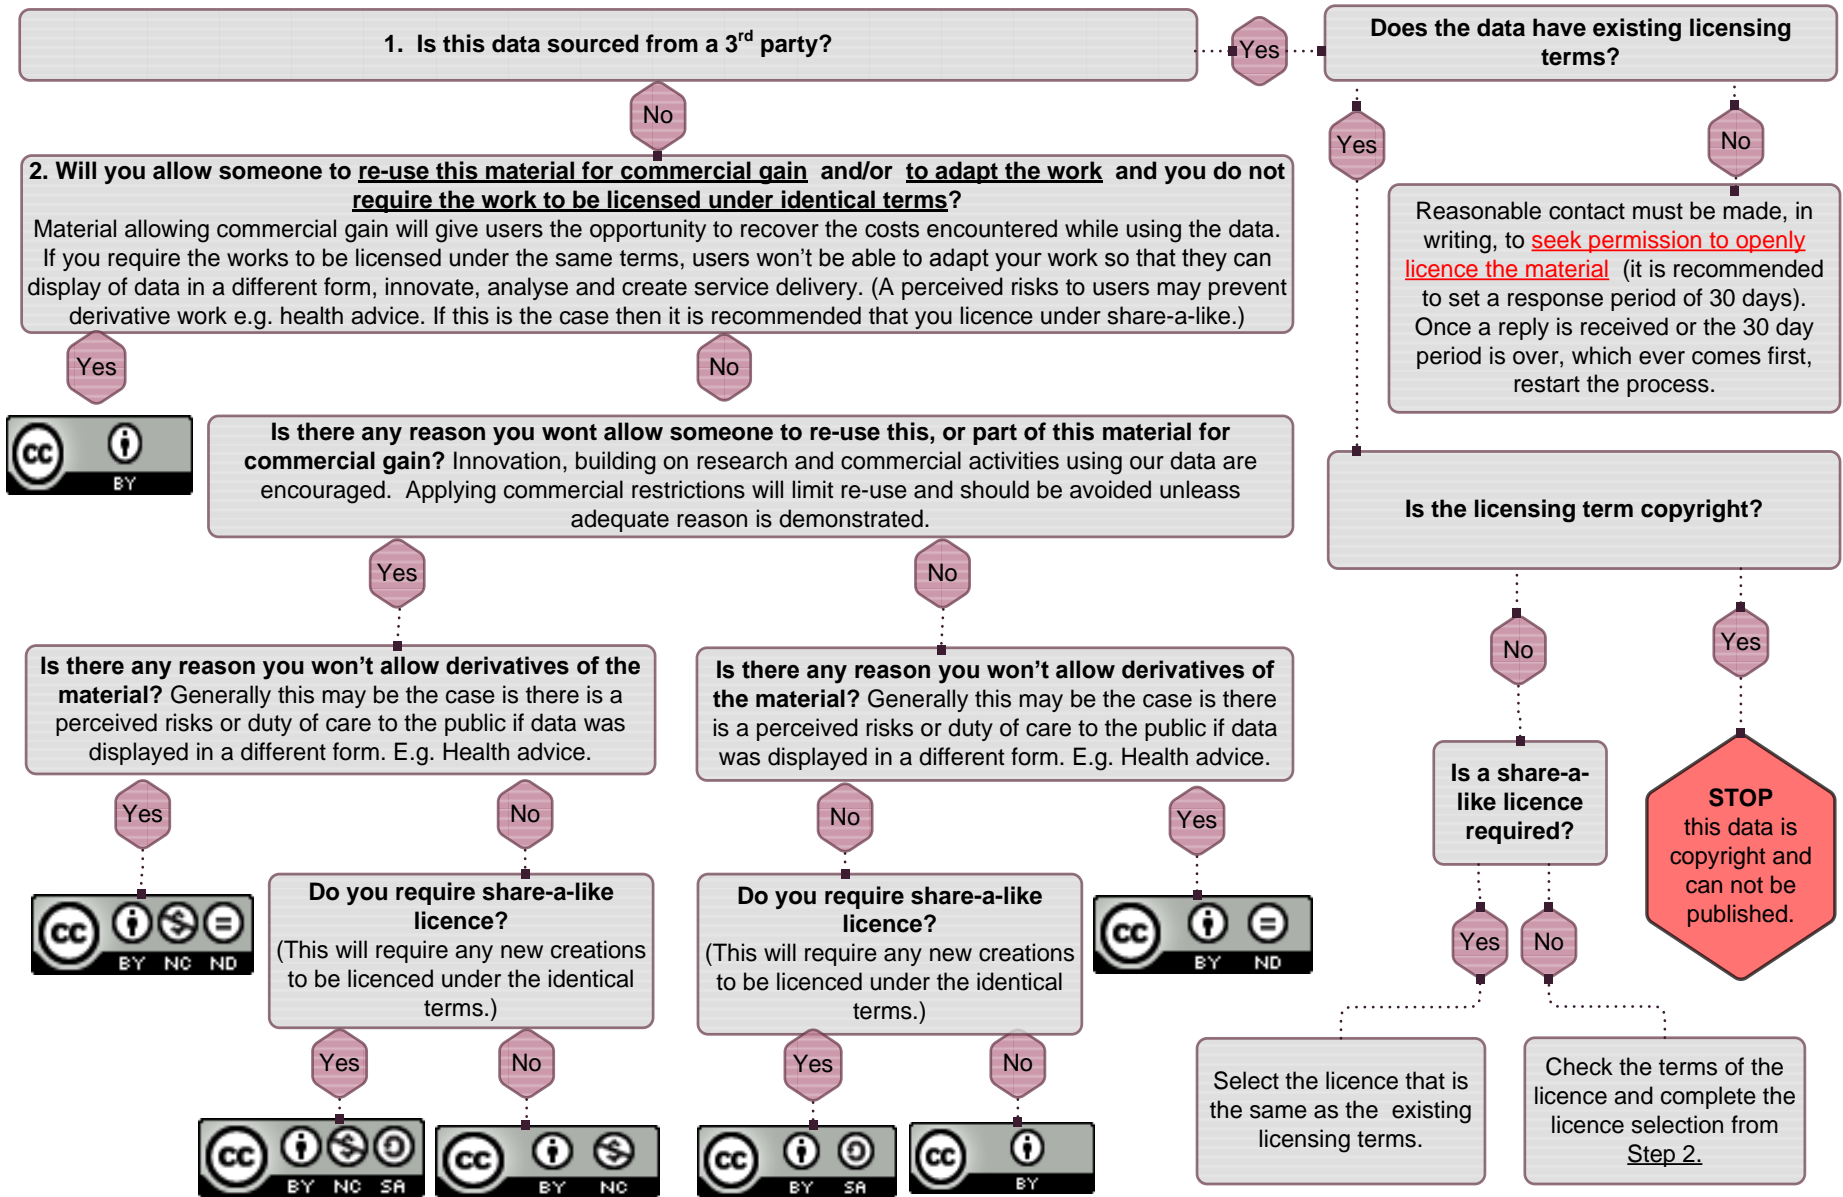 1. Is this data sourced from a 3rd party?
Yes
Does the data have existing licensing
terms?
No
Yes
No
2. Will you allow someone to re-use this material for commercial gain and/or to adapt the work and you do not
require the work to be licensed under identical terms?
Material allowing commercial gain will give users the opportunity to recover the costs encountered while using the data.
If you require the works to be licensed under the same terms, users won't be able to adapt your work so that they can
display of data in a different form, innovate, analyse and create service delivery. (A perceived risks to users may prevent
derivative work e.g. health advice. If this is the case then it is recommended that you licence under share-a-like.)
Reasonable contact must be made, in
writing, to seek permission to openly
licence the material (it is recommended
to set a response period of 30 days).
Once a reply is received or the 30 day
period is over, which ever comes first,
restart the process.
Yes
No
cc
BY
Is there any reason you wont allow someone to re-use this, or part of this material for
commercial gain? Innovation, building on research and commercial activities using our data are
encouraged. Applying commercial restrictions will limit re-use and should be avoided unleass
adequate reason is demonstrated.
Is the licensing term copyright?
Yes
No
No
Yes
Is there any reason you won't allow derivatives of the
material? Generally this may be the case is there is a
perceived risks or duty of care to the public if data was
displayed in a different form. E.g. Health advice.
Is there any reason you won't allow derivatives of
the material? Generally this may be the case is there
is a perceived risks or duty of care to the public if data
was displayed in a different form. E.g. Health advice.
Is a share-a-
like licence
required?
STOP
this data is
copyright and
can not be
published.
Yes
No
No
Yes
cc
BY NC ND
Do you require share-a-like
licence?
(This will require any new creations
to be licenced under the identical
terms.)
Do you require share-a-like
licence?
(This will require any new creations
to be licenced under the identical
terms.)
cc
BY ND
Yes
No
Yes
No
Yes
No
Select the licence that is
the same as the existing
licensing terms.
Check the terms of the
licence and complete the
licence selection from
Step 2.
cc
BY NC SA
cc
BY NC
cc
BY SA
cc
BY